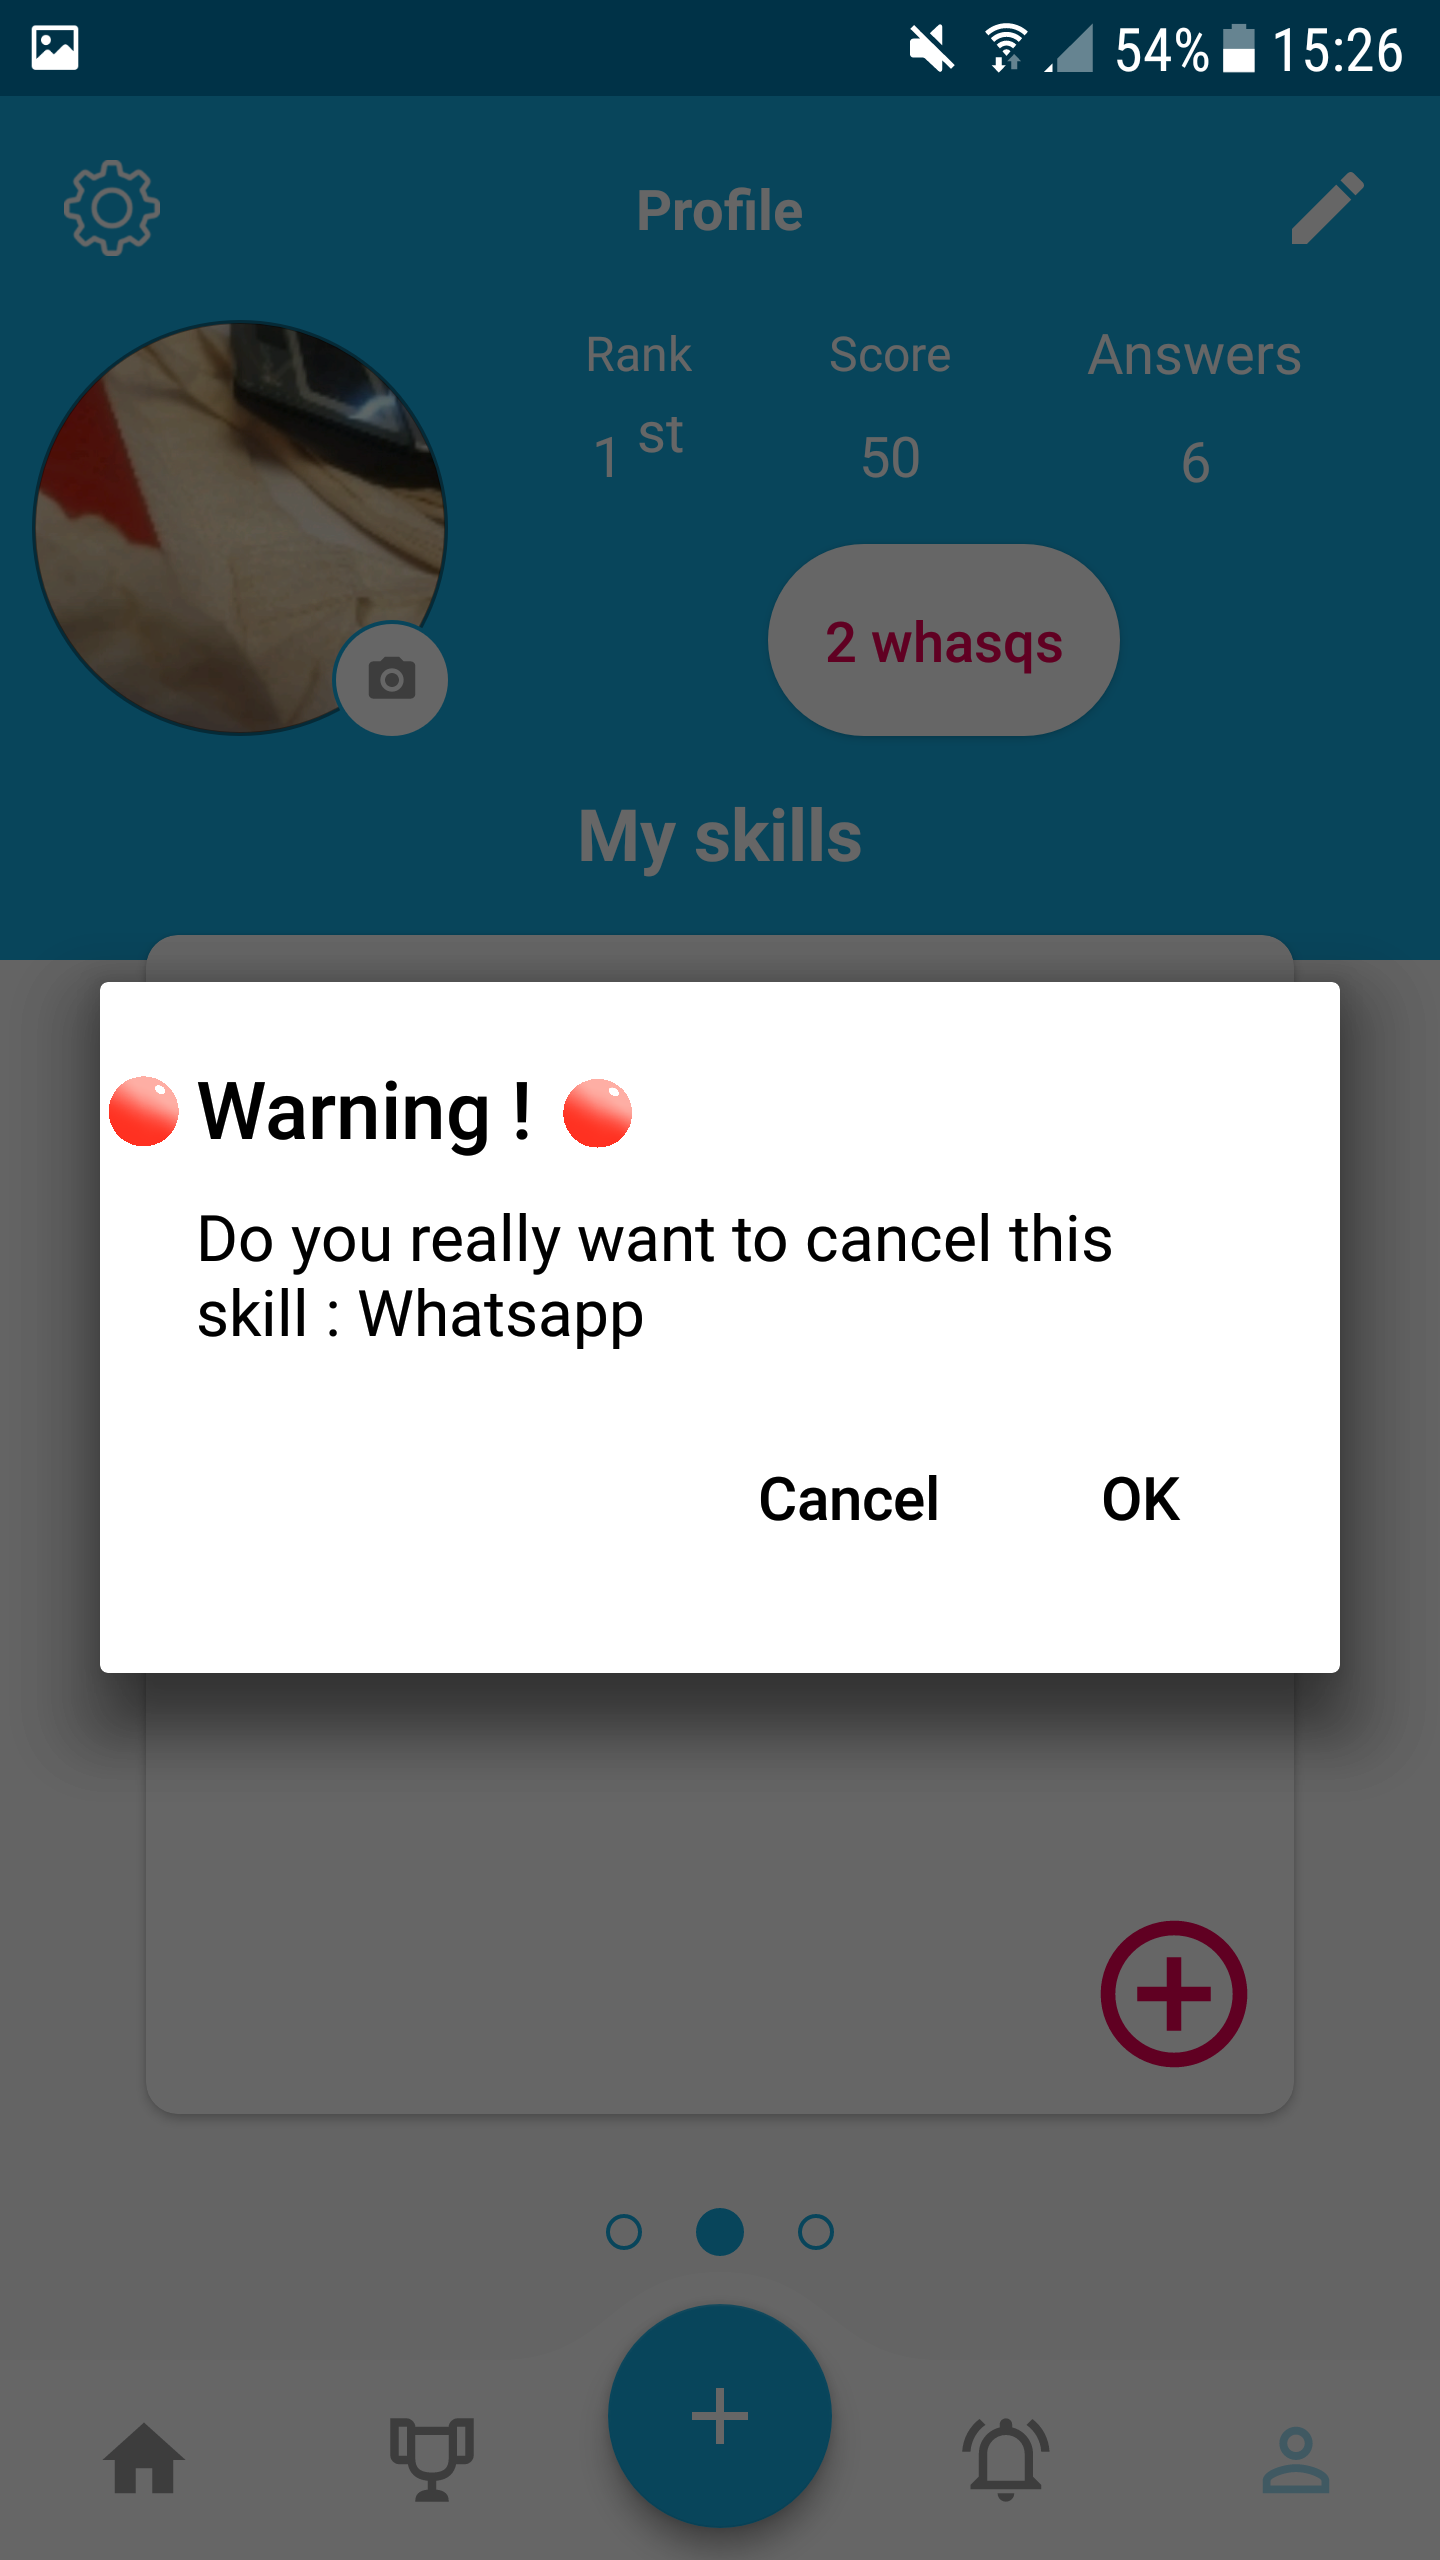 54% 15:26
Profile
Rank Score Answers
1 st 50 6
2 whasqs
My skills
Warning !
Do you really want to cancel this
skill : Whatsapp
Cancel OK